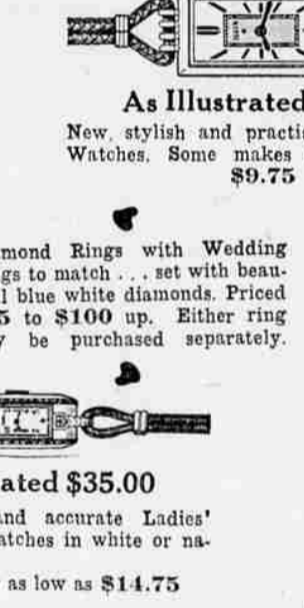 As Illustrated
New, stylish and practi
Watches. Some makes
$9.75
mond Rings with Wedding
gs to match . . . set with beau-
l blue white diamonds. Priced
5 to $100 up. Either ring
y be purchased separately.
ated $35.00
and accurate Ladies'
atches in white or na-
as low as $14.75